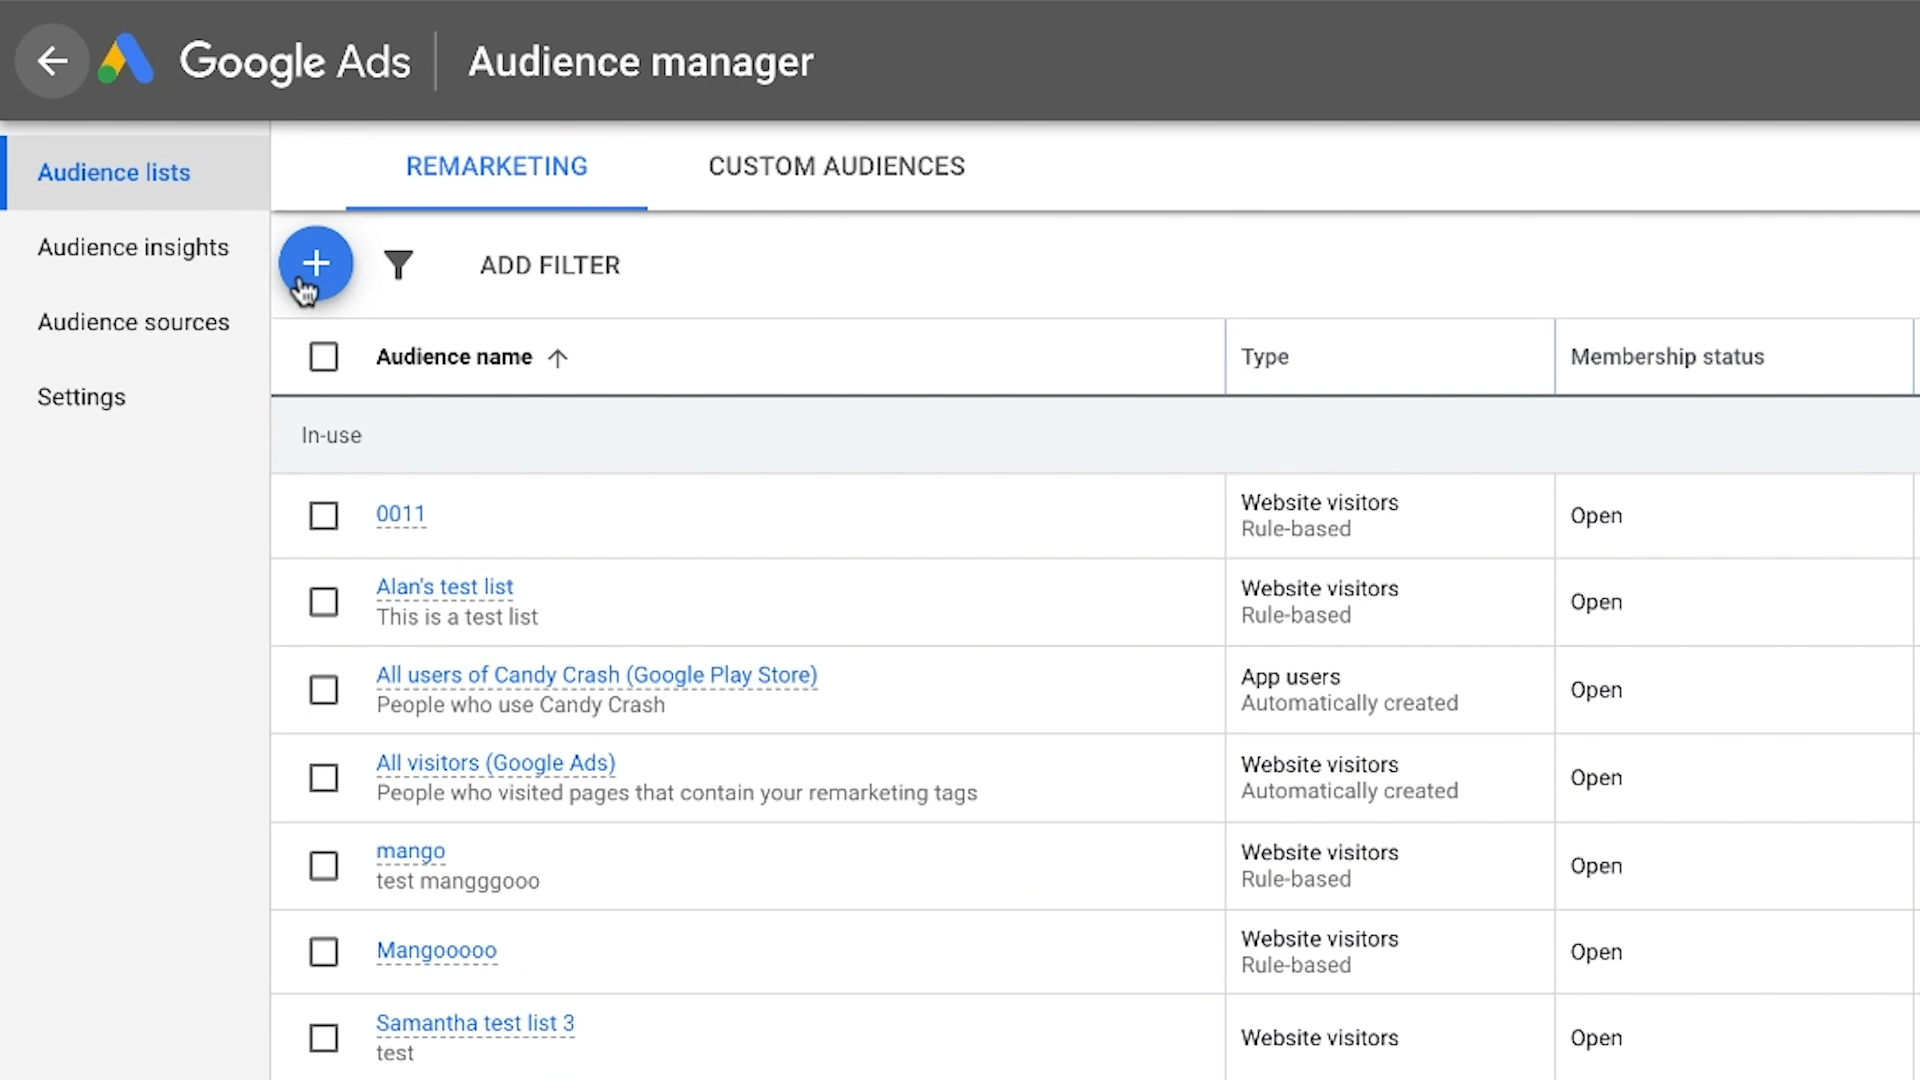 Google Ads Audience manager
Audience lists
Audience insights
Audience sources
Settings
REMARKETING CUSTOM AUDIENCES
ADD FILTER
Audience name Type Membership status
In-use
0011 Website visitors Open
Rule-based
Alan's test list Website visitors Open
This is a test list Rule-based
All users of Candy Crash (Google Play Store) App users Open
People who use Candy Crash Automatically created
All visitors (Google Ads) Website visitors Open
People who visited pages that contain your remarketing tags Automatically created
mango Website visitors Open
test mangggooo Rule-based
Mangooooo Website visitors Open
Rule-based
Samantha test list 3 Website visitors Open
test